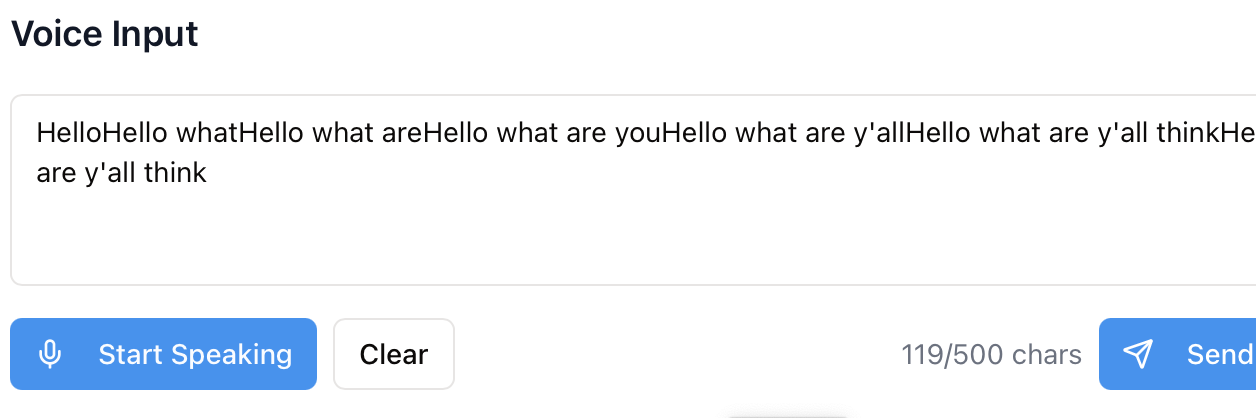 Voice Input
HelloHello whatHello what areHello what are youHello what are y'allHello what are y'all thinkHe
are y'all think
Start Speaking
Clear
119/500 chars
Send